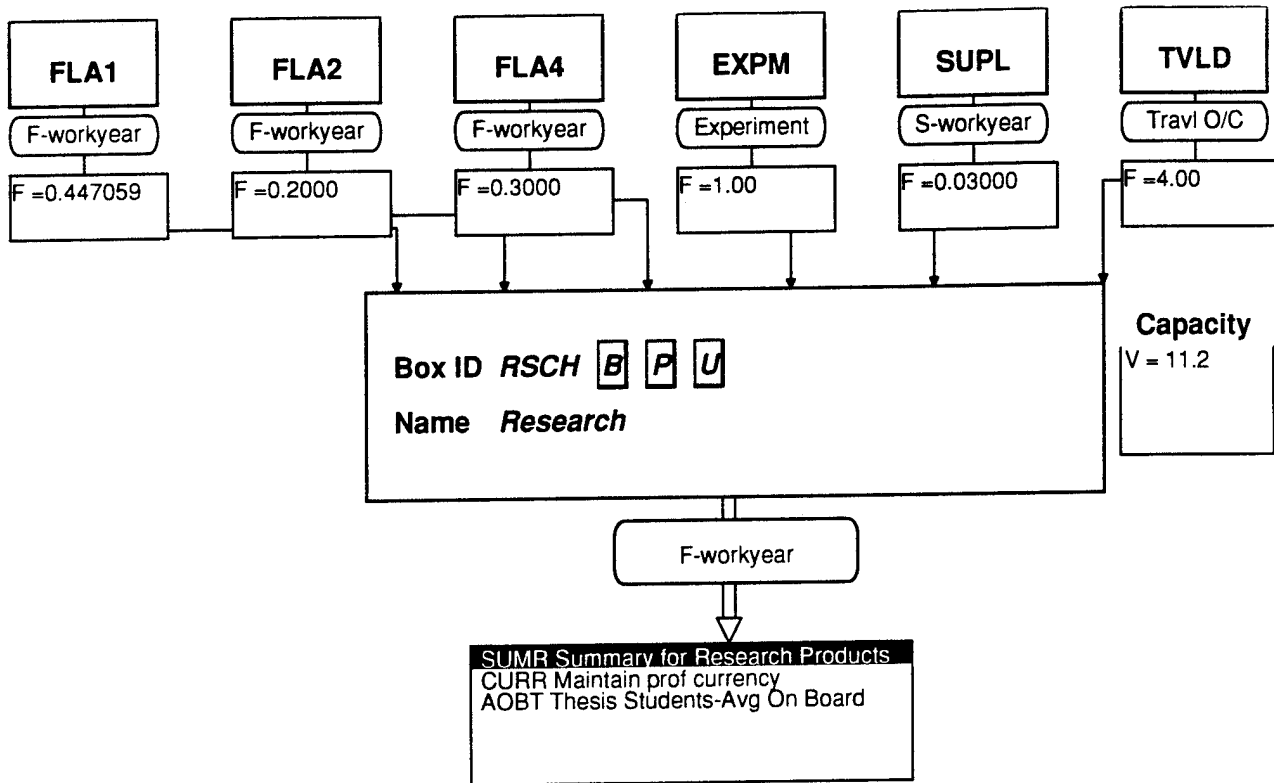 FLA1 FLA2 FLA4 EXPM SUPL TVLD
F-workyear F-workyear F-workyear Experiment S-workyear Travl O/C
F =0.447059 F =0.2000 F =0.3000 F =1.00 F =0.03000 F =4.00
Capacity
V = 11.2
Box ID RSCH B P U
Name Research
F-workyear
SUMR Summary for Research Products
CURR Maintain prof currency
AOBT Thesis Students-Avg On Board